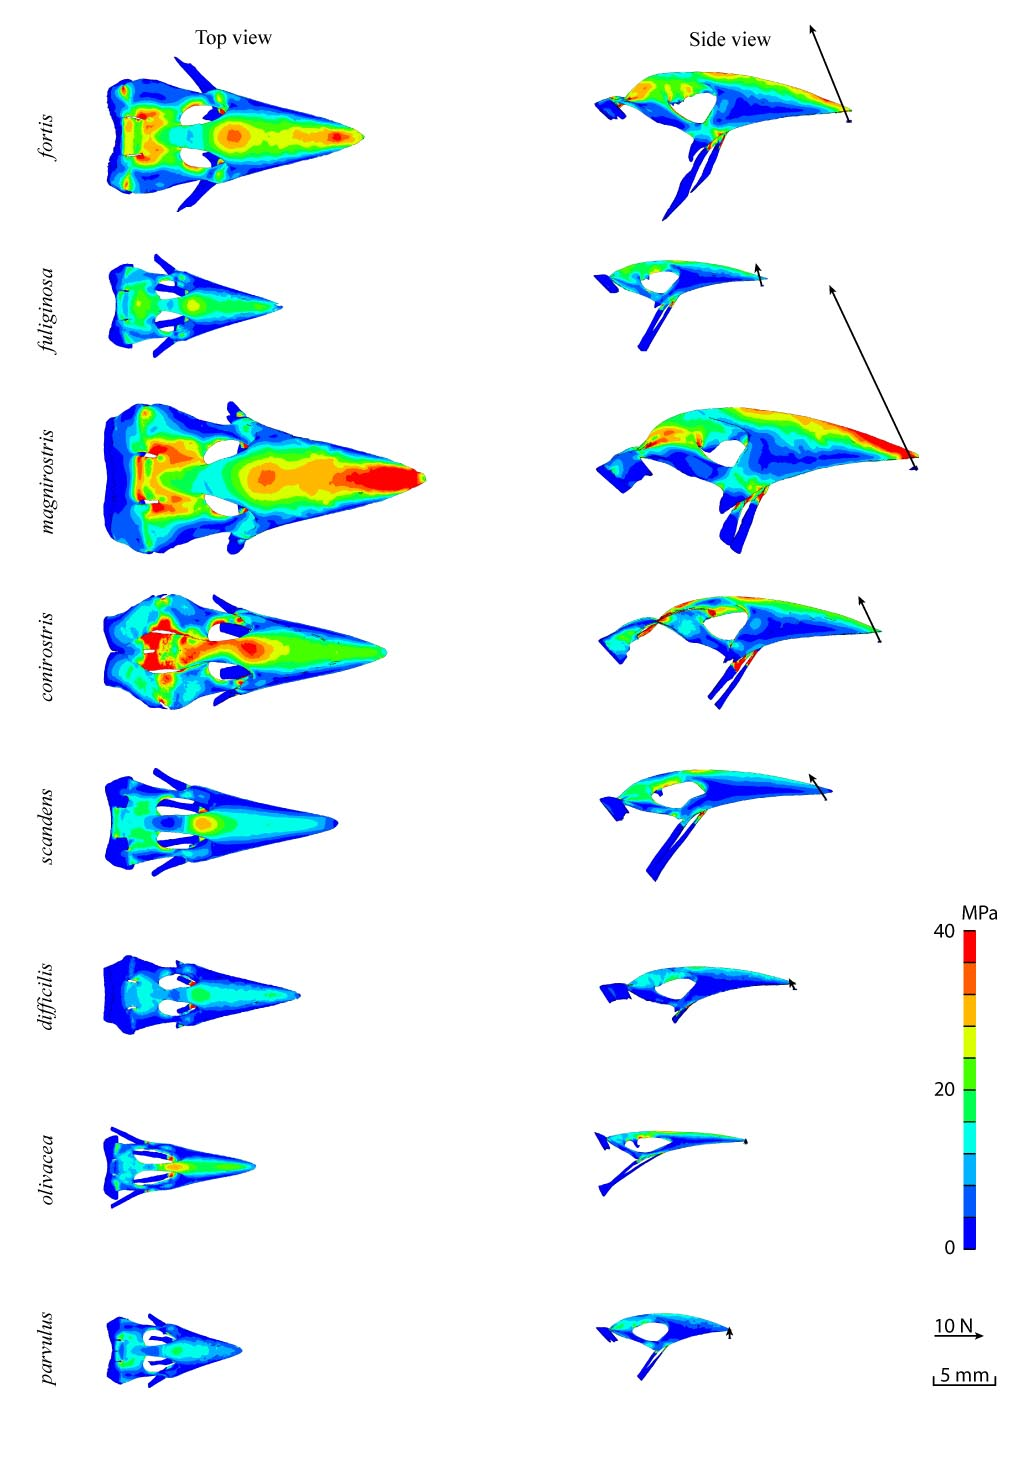 Top view
Side view
fortis
fuliginosa
magnirostris
conirostris
scandens
difficilis
olivacea
parvulus
MPa
40
20
0
10 N
5 mm